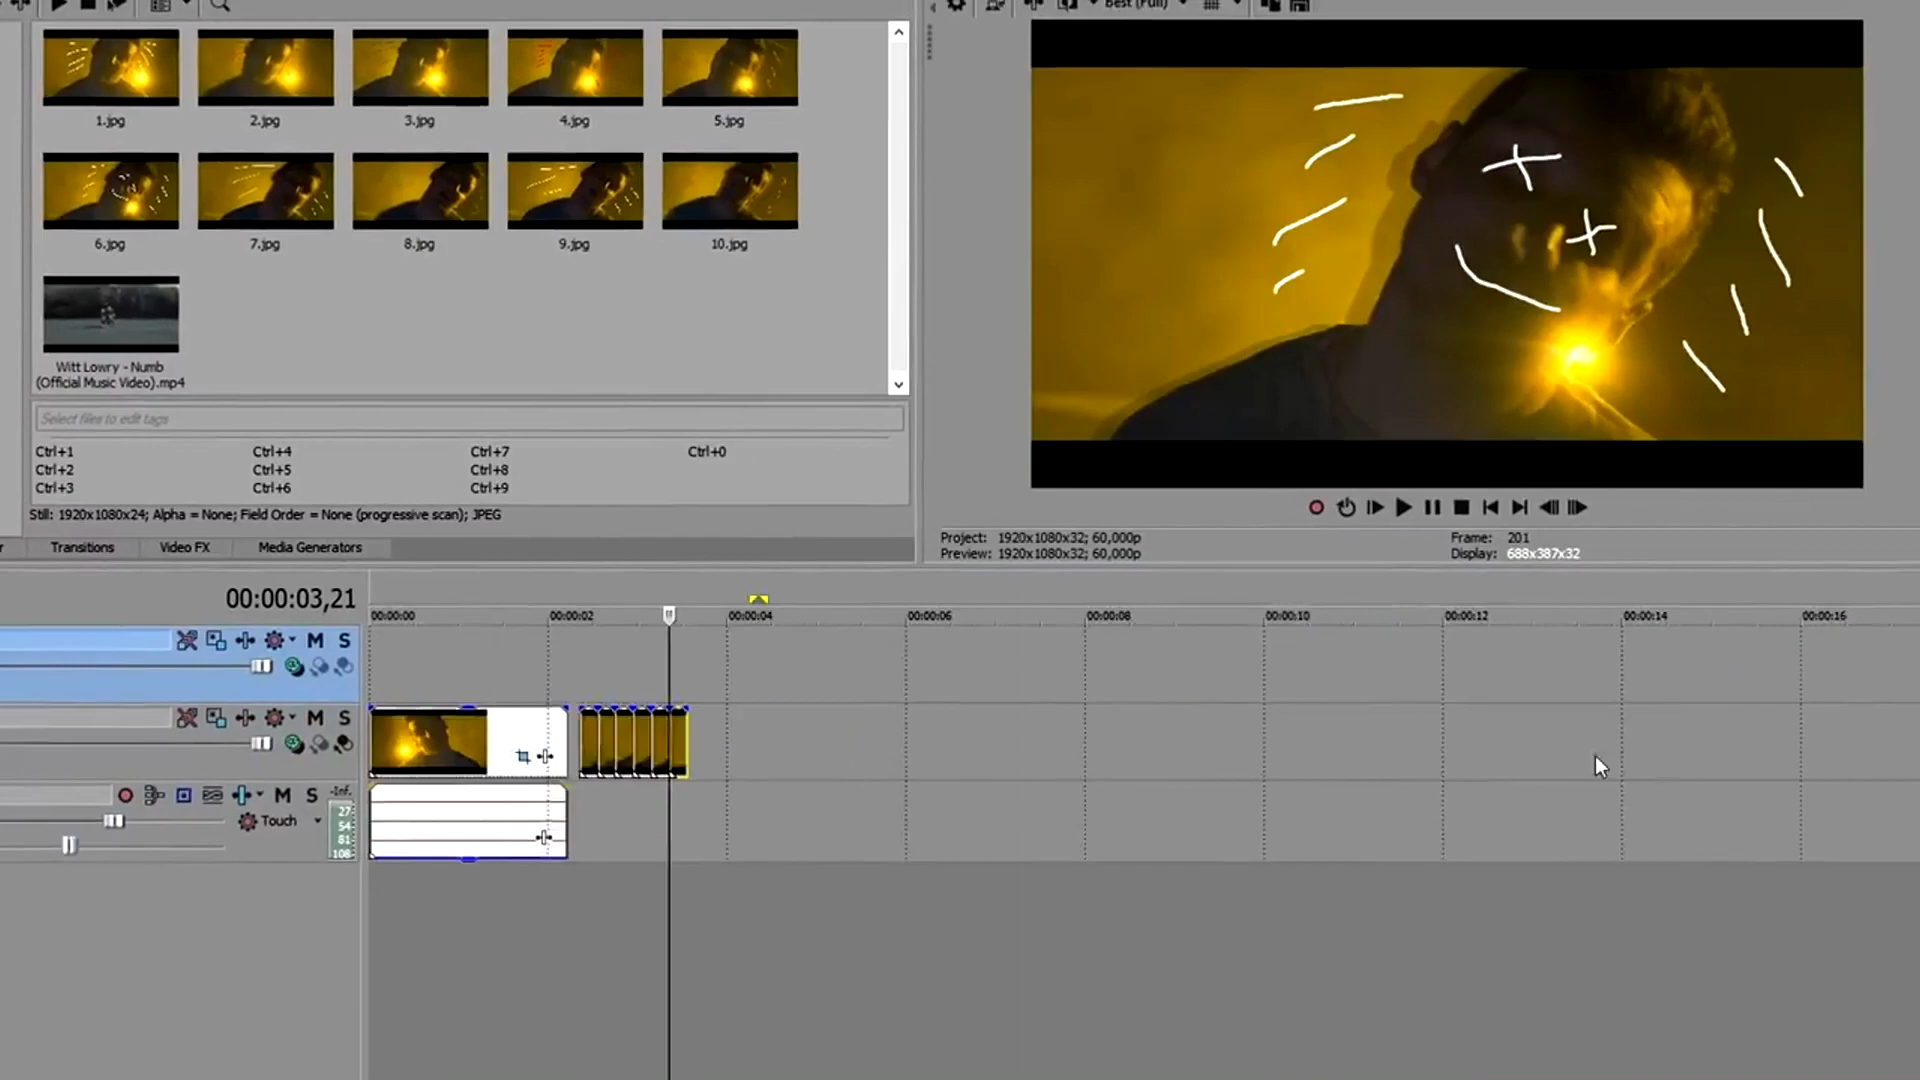 Best (Full)
1.jpg
2.jpg
3.jpg
4.jpg
5.jpg
6.jpg
7.jpg
8.jpg
9.jpg
10.jpg
Witt Lowry - Numb
(Official Music Video).mp4
Select files to edit tags
Ctrl+1
Ctrl+4
Ctrl+7
Ctrl+0
Ctrl+2
Ctrl+5
Ctrl+8
Ctrl+3
Ctrl+6
Ctrl+9
Still: 1920x1080x24; Alpha = None; Field Order = None (progressive scan); JPEG
r
Transitions
Video FX
Media Generators
Project: 1920x1080x32; 60,000p
Preview: 1920x1080x32; 60,000p
Frame: 201
Display: 688x387x32
00:00:03,21
00:00:00
00:00:02
00:00:04
00:00:06
00:00:08
00:00:10
00:00:12
00:00:14
00:00:16
M S
M S
M S
-Inf.
27
54
81
108
Touch